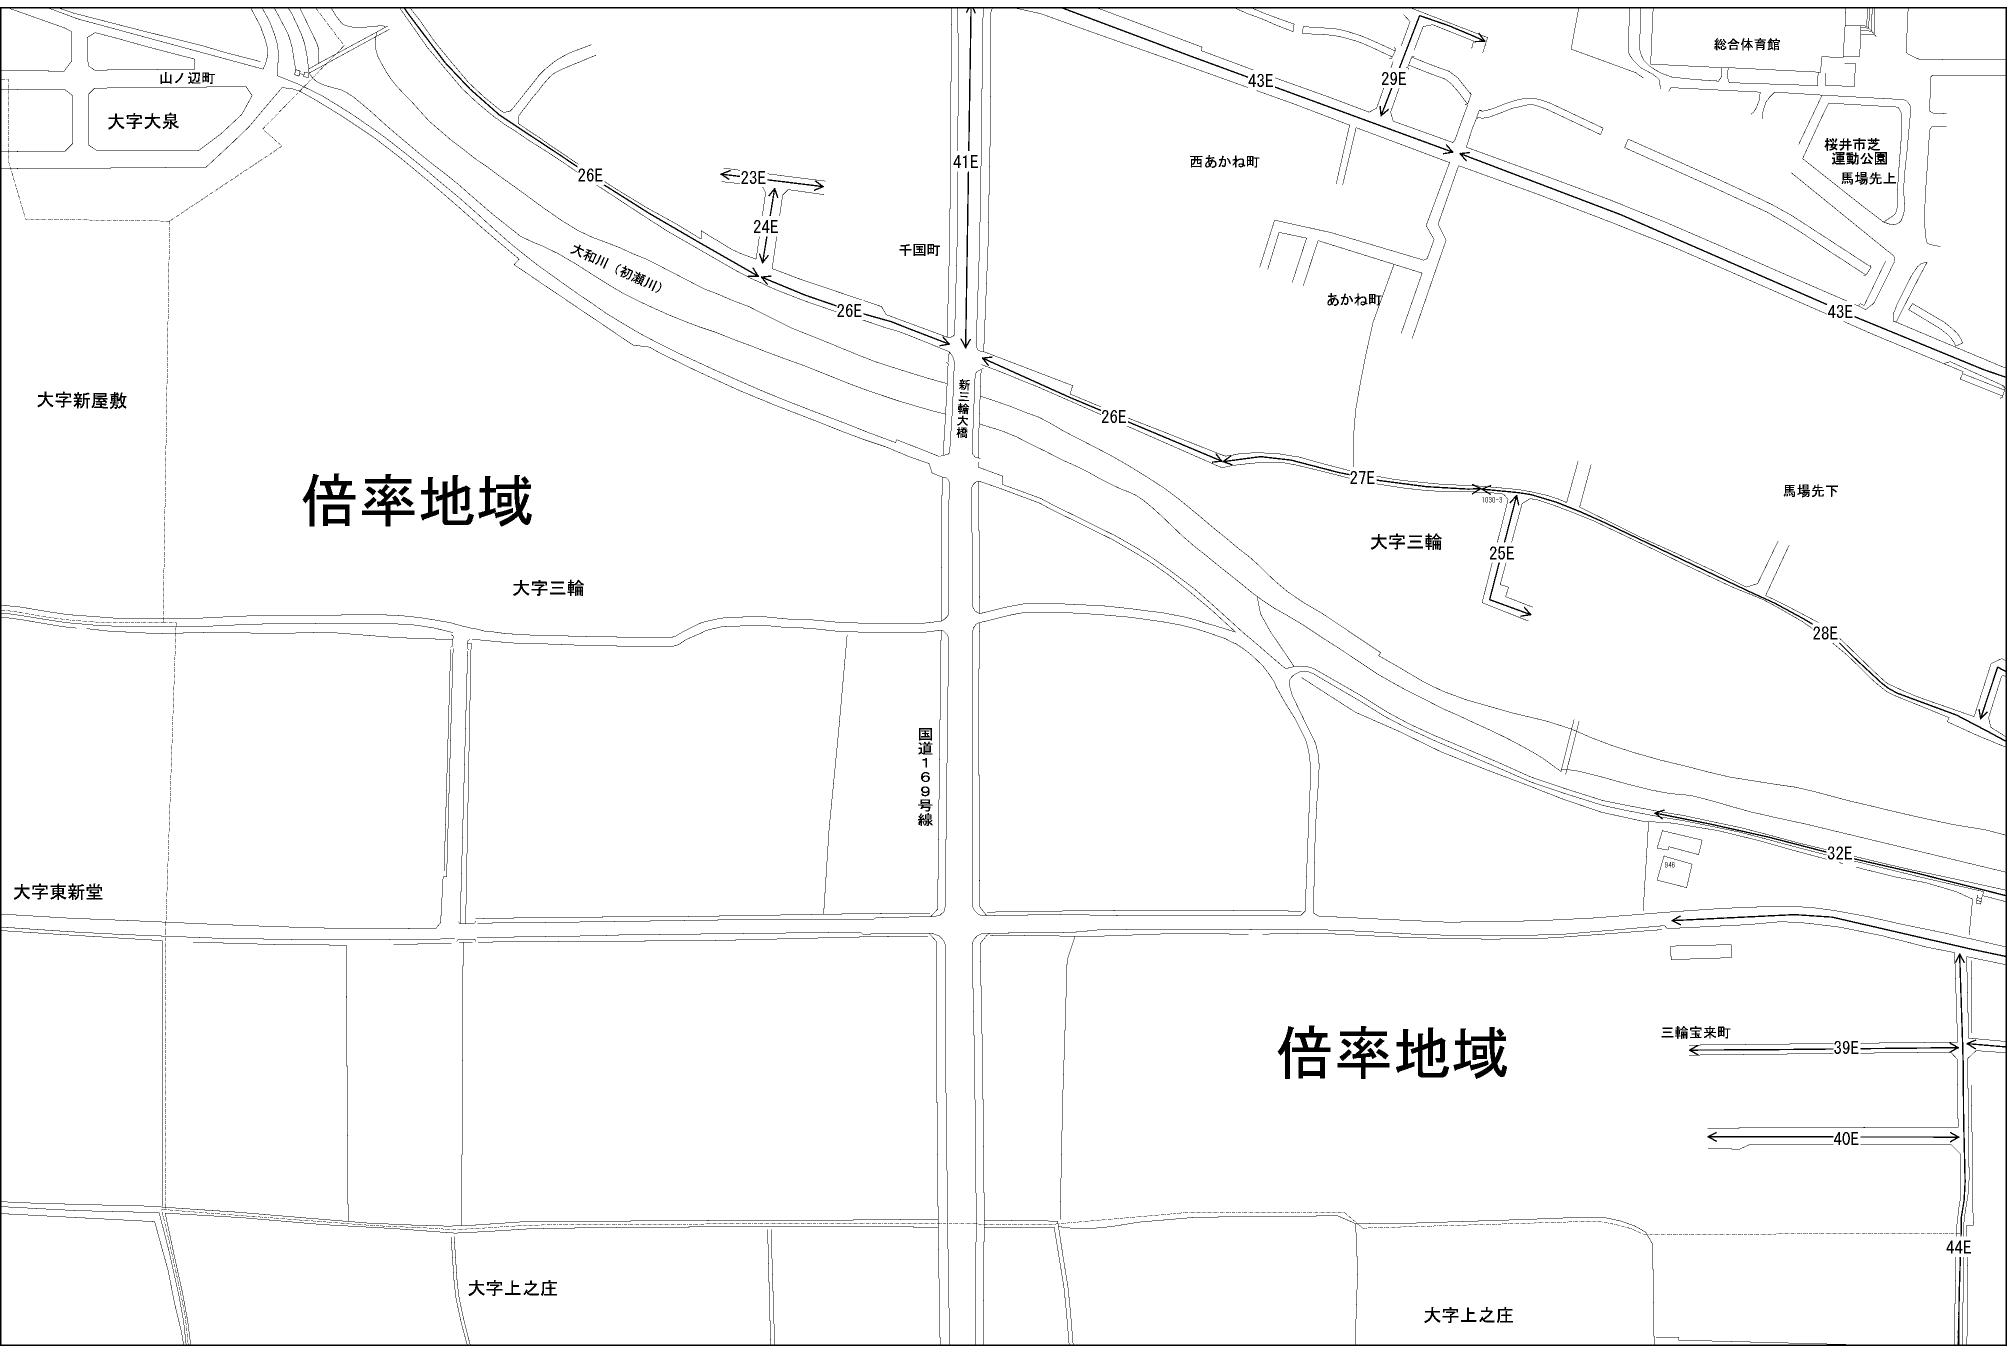 総合体育館
山ノ辺町
43E
29E
大字大泉
桜井市芝
運動公園
馬場先上
26E
23E
41E
西あかね町
24E
千国町
大和川（初瀬川）
あかね町
26E
43E
大字新屋敷
新三輪大橋
26E
27E
倍率地域
1030-3
馬場先下
大字三輪
25E
大字三輪
28E
国道１６９号線
32E
946
大字東新堂
倍率地域
三輪宝来町
39E
40E
44E
大字上之庄
大字上之庄